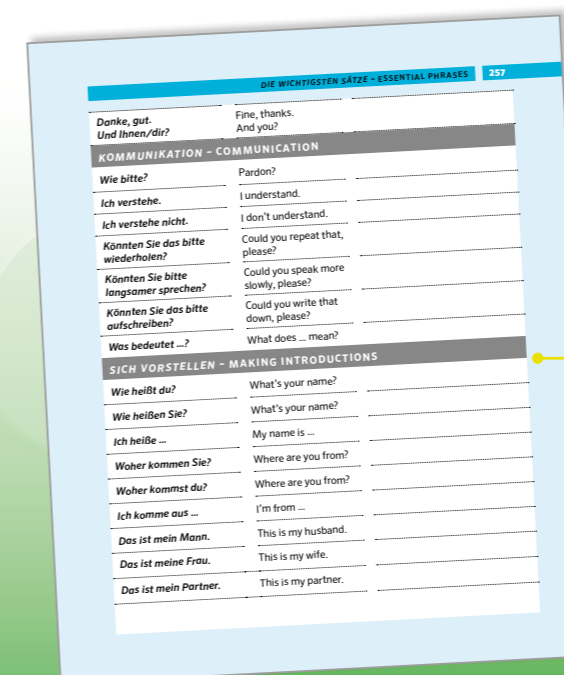 DIE WICHTIGSTEN SÄTZE – ESSENTIAL PHRASES 257
Danke, gut. Fine, thanks.
Und Ihnen/dir? And you?
KOMMUNIKATION – COMMUNICATION
Wie bitte? Pardon?
Ich verstehe. I understand.
Ich verstehe nicht. I don't understand.
Könnten Sie das bitte Could you repeat that,
wiederholen? please?
Könnten Sie bitte Could you speak more
langsamer sprechen? slowly, please?
Könnten Sie das bitte Could you write that
aufschreiben? down, please?
Was bedeutet ...? What does ... mean?
SICH VORSTELLEN – MAKING INTRODUCTIONS
Wie heißt du? What's your name?
Wie heißen Sie? What's your name?
Ich heiße ... My name is ...
Woher kommen Sie? Where are you from?
Woher kommst du? Where are you from?
Ich komme aus ... I'm from ...
Das ist mein Mann. This is my husband.
Das ist meine Frau. This is my wife.
Das ist mein Partner. This is my partner.